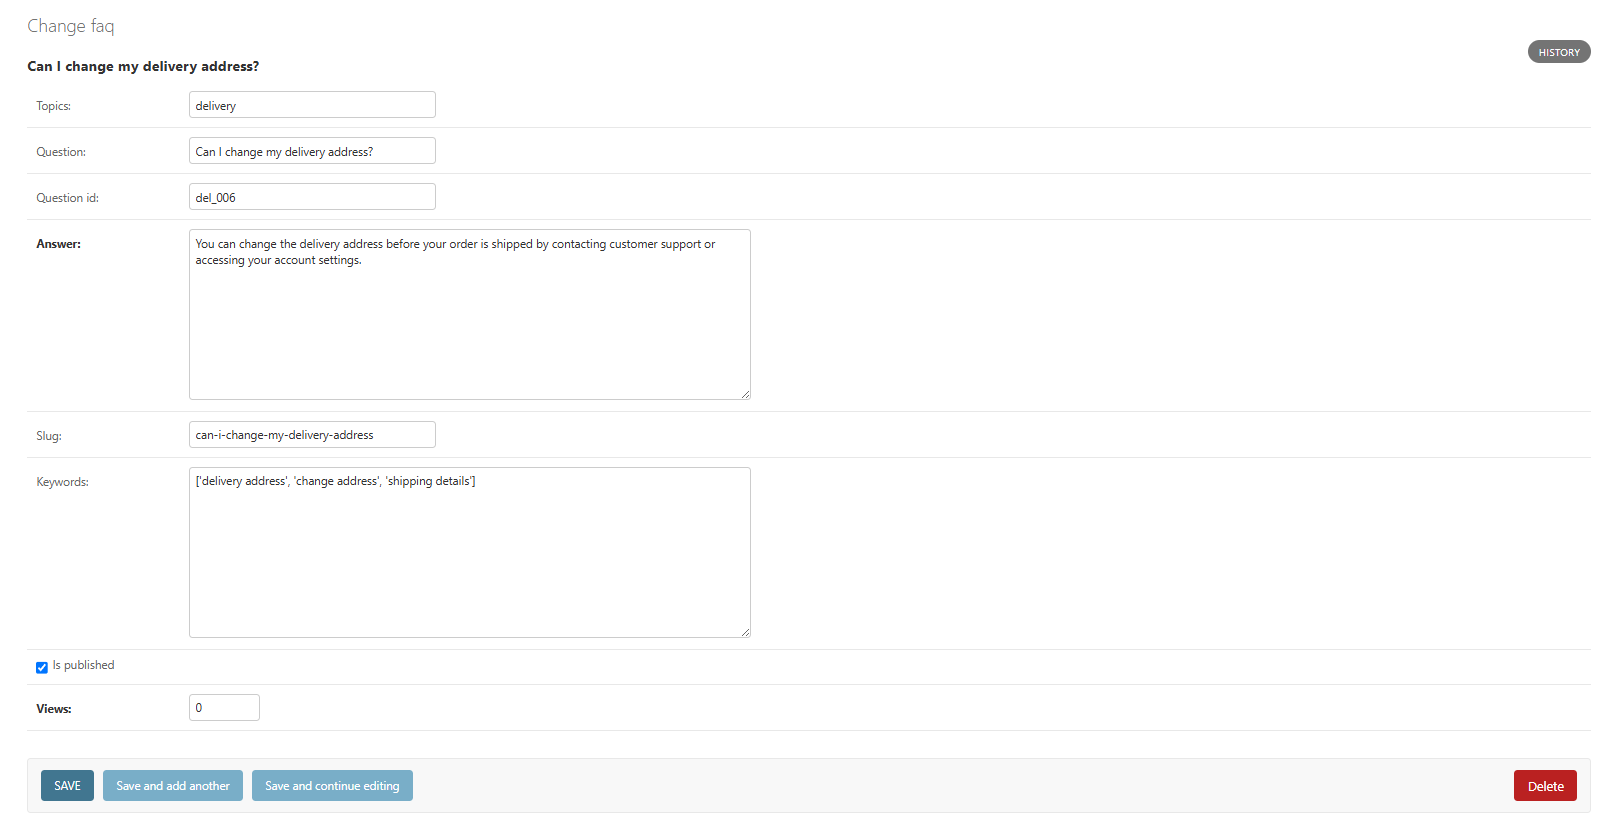 Change faq
HISTORY
Can I change my delivery address?
Topics:
delivery
Question:
Can I change my delivery address?
Question id:
del_006
Answer:
You can change the delivery address before your order is shipped by contacting customer support or
accessing your account settings.
Slug:
can-i-change-my-delivery-address
Keywords:
['delivery address', 'change address', 'shipping details']
Is published
Views:
0
SAVE
Save and add another
Save and continue editing
Delete